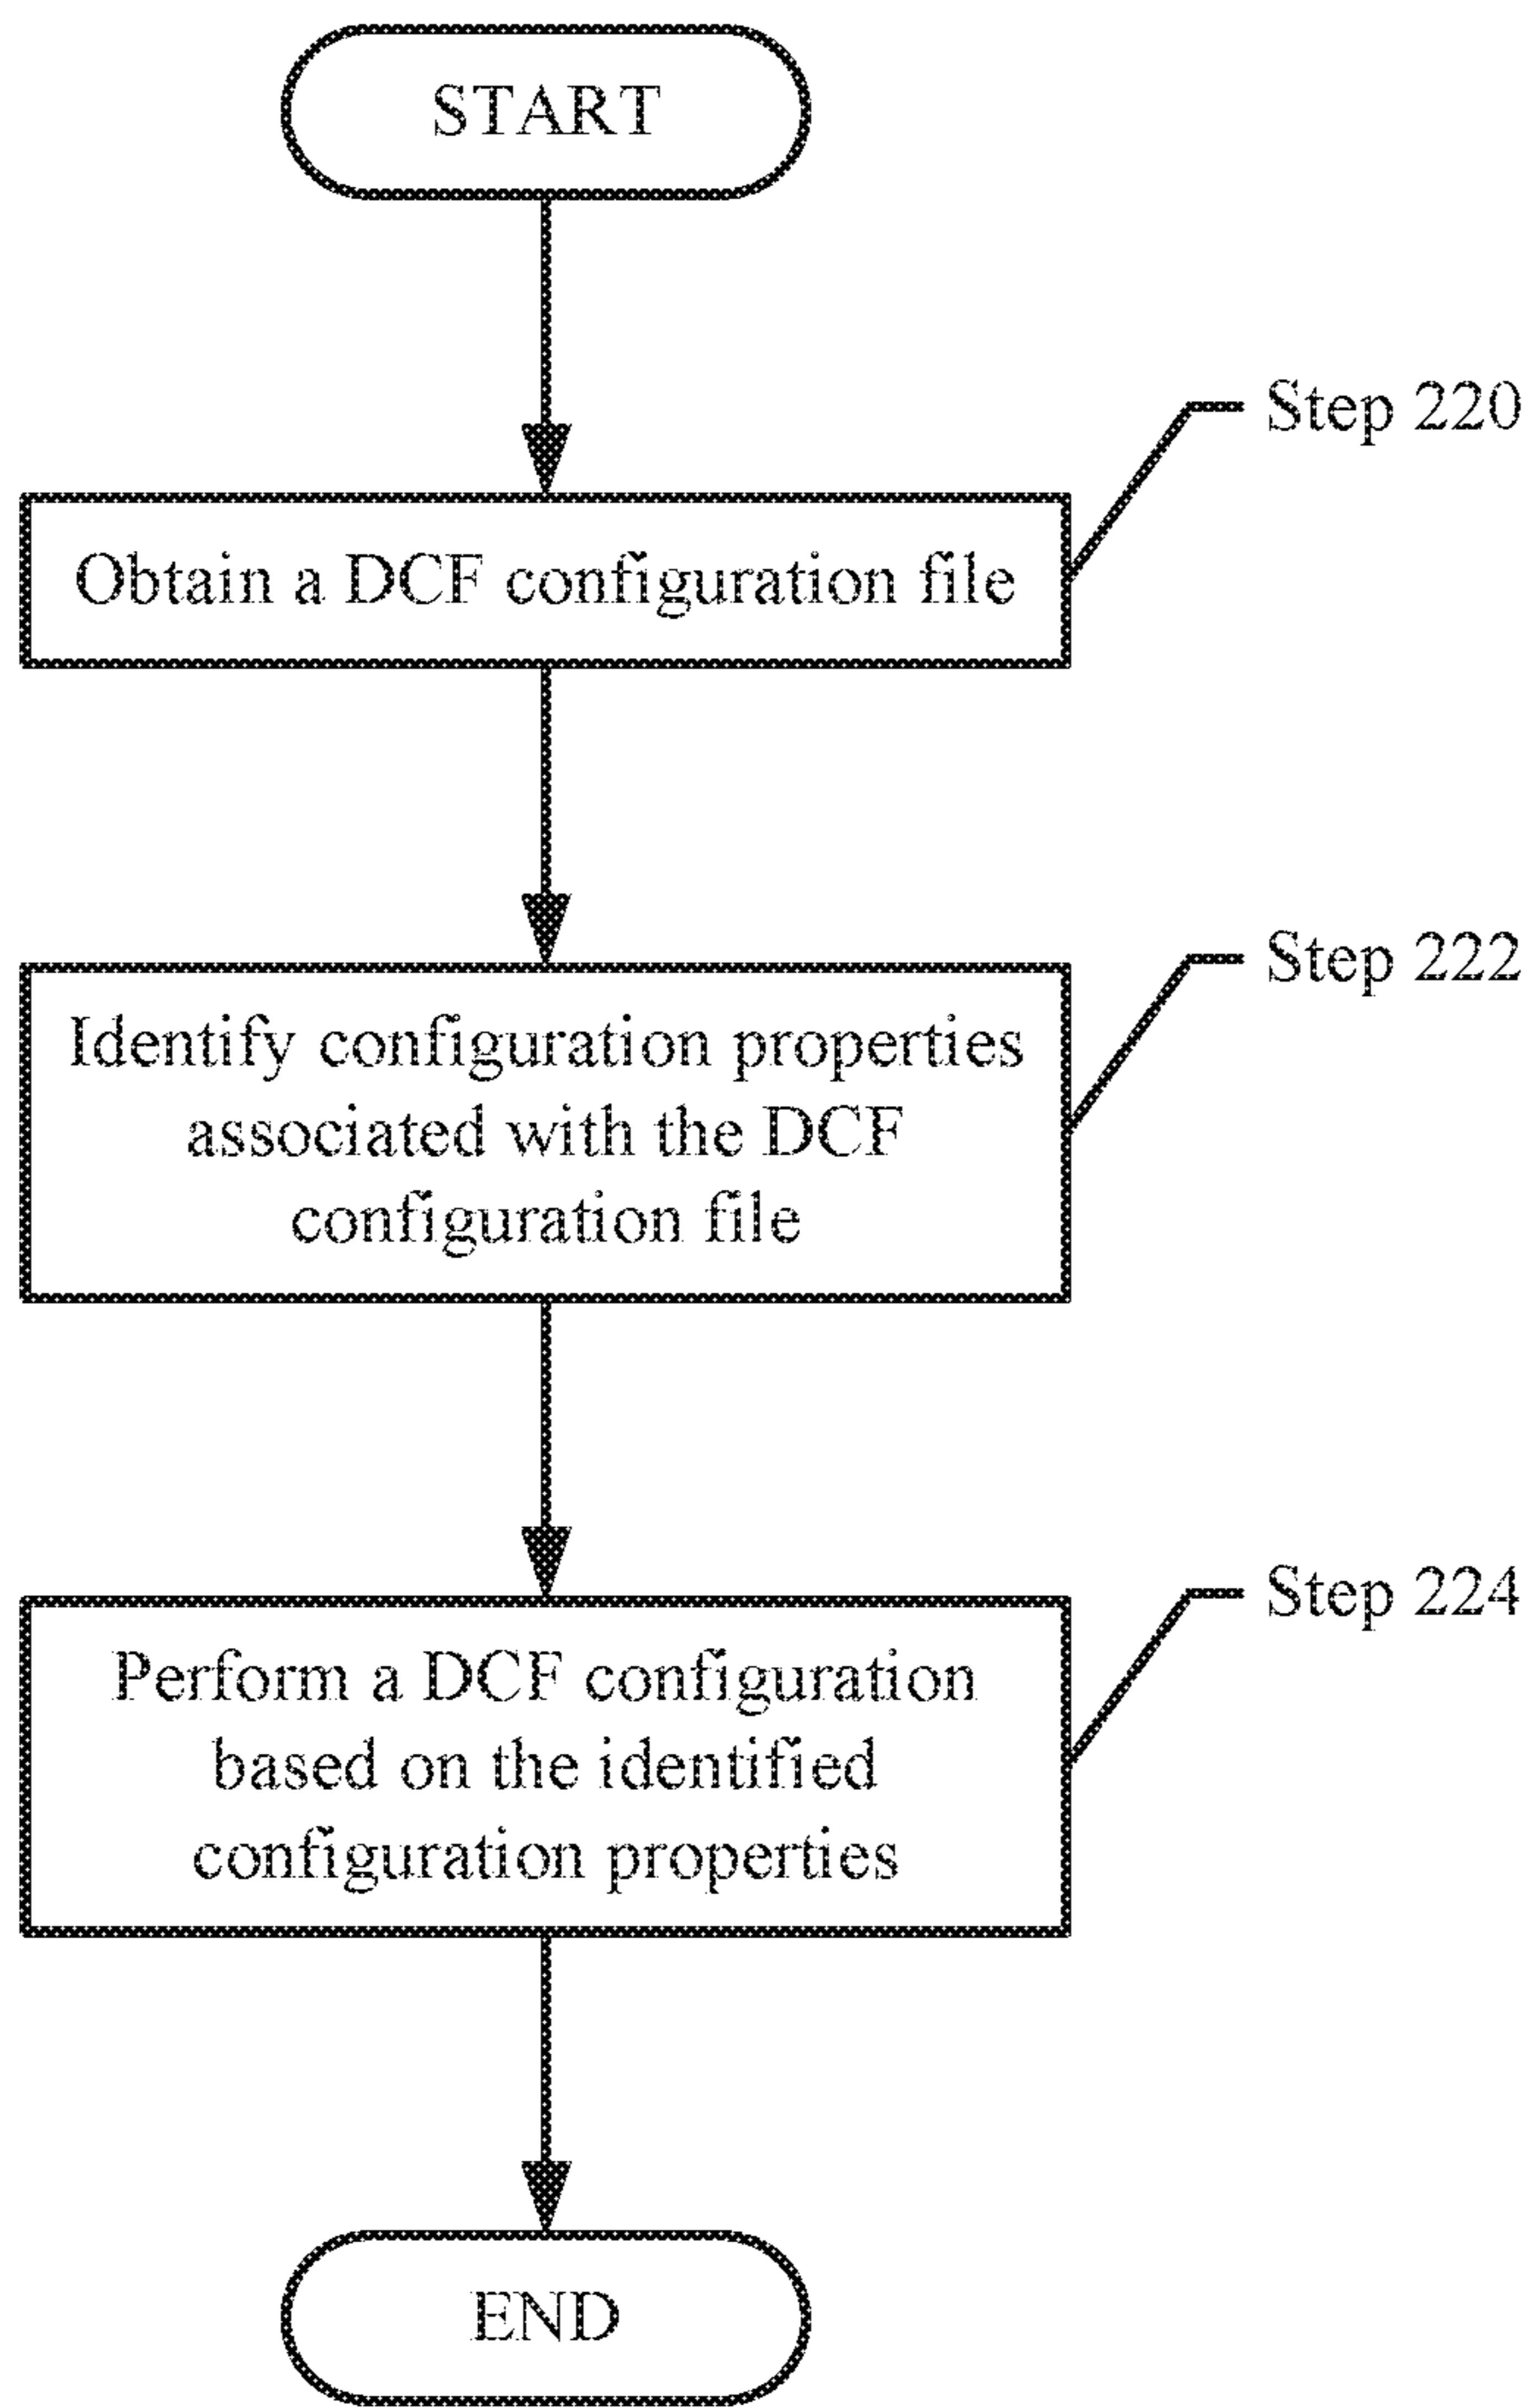 START
Step 220
Obtain a DCF configuration file
Step 222
Identify configuration properties
associated with the DCF
configuration file
Step 224
Perform a DCF configuration
based on the identified
configuration properties
END